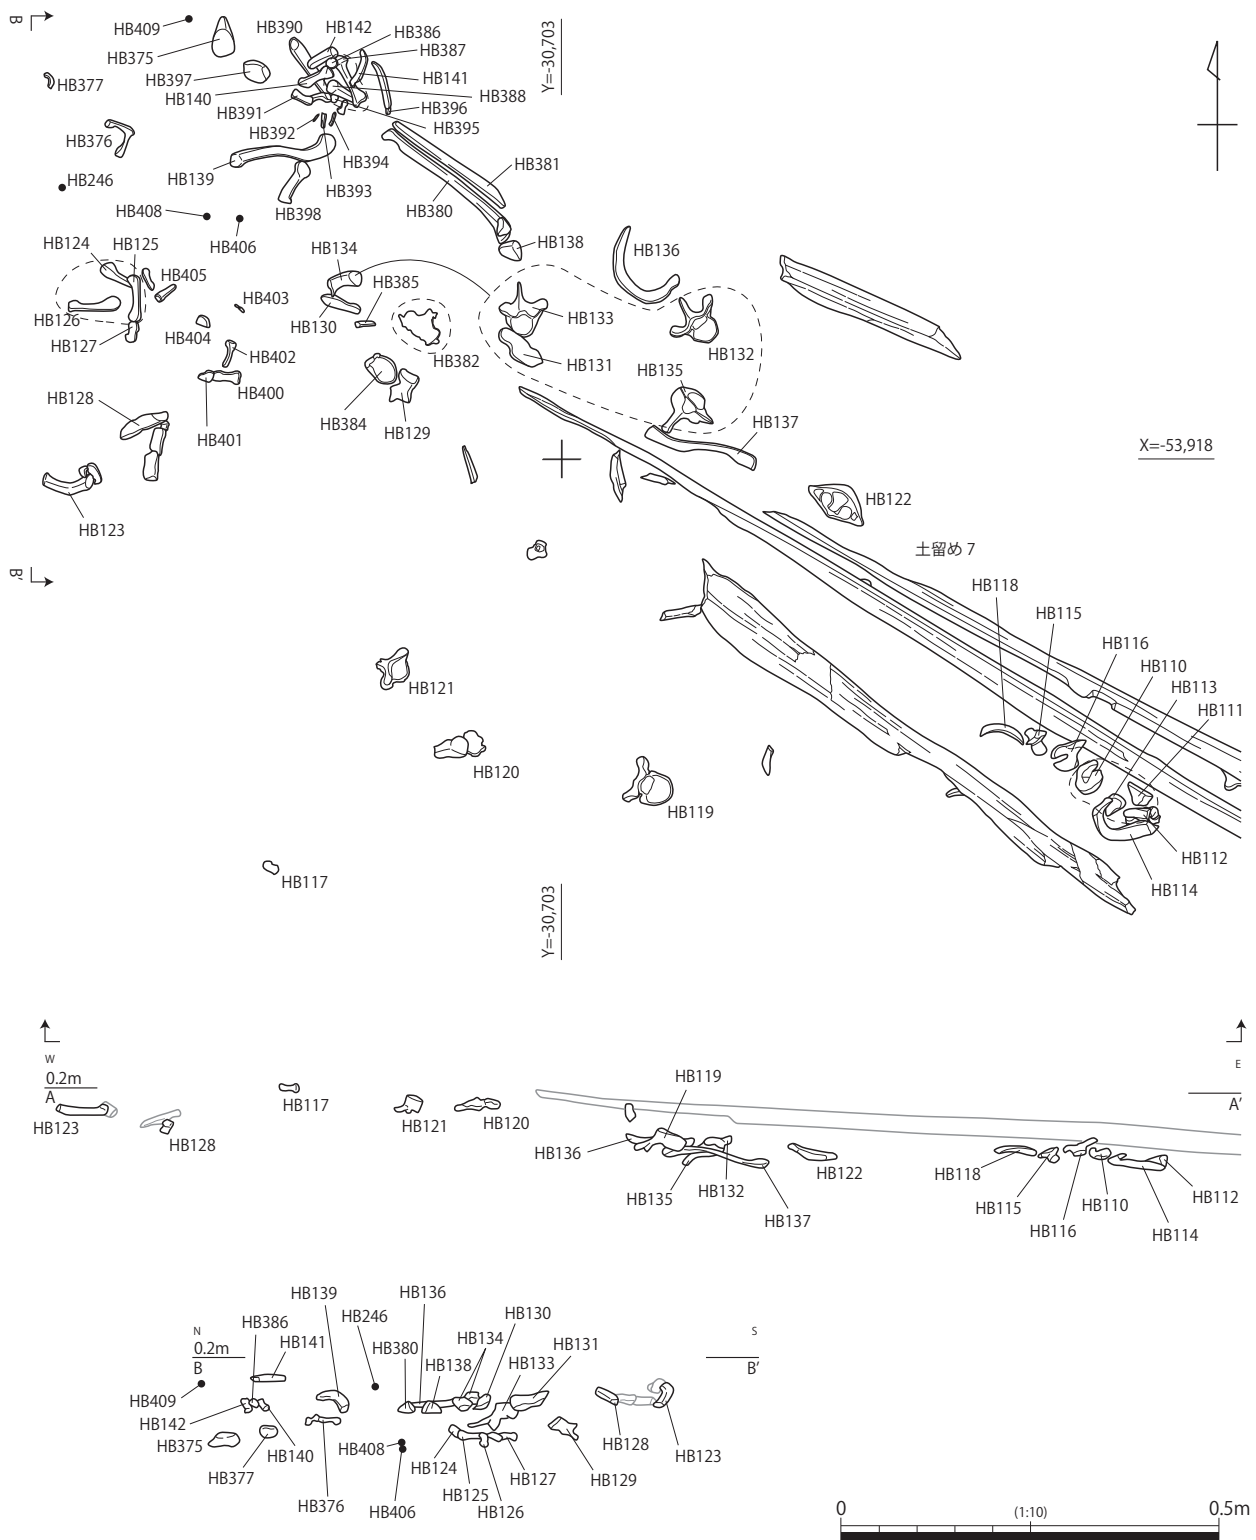 B
HB409
HB375
HB390
HB142
HB386
HB387
Y=-30,703
HB397
HB377
HB140
HB141
HB388
HB391
HB396
HB395
HB392
HB376
HB394
HB381
HB139
HB393
HB246
HB398
HB380
HB408
HB406
HB124
HB125
HB134
HB138
HB136
HB405
HB385
HB403
HB126
HB130
HB133
HB404
HB127
HB402
HB382
HB131
HB132
HB135
HB128
HB400
HB384
HB129
HB137
HB401
X=-53,918
HB122
HB123
土留め 7
B'
HB118
HB115
HB116
HB110
HB113
HB111
HB121
HB120
HB119
HB112
HB117
HB114
Y=-30,703
W
E
0.2m
A
A'
HB119
HB123
HB117
HB121
HB120
HB128
HB136
HB122
HB118
HB112
HB135
HB132
HB115
HB110
HB137
HB116
HB114
HB139
HB136
HB246
HB130
HB386
N
S
HB141
HB134
0.2m
HB380
HB131
HB138
HB133
B
B'
HB409
HB142
HB375
HB140
HB408
HB128
HB123
HB377
HB124
HB127
HB129
HB125
HB376
HB406
HB126
0
(1:10)
0.5m